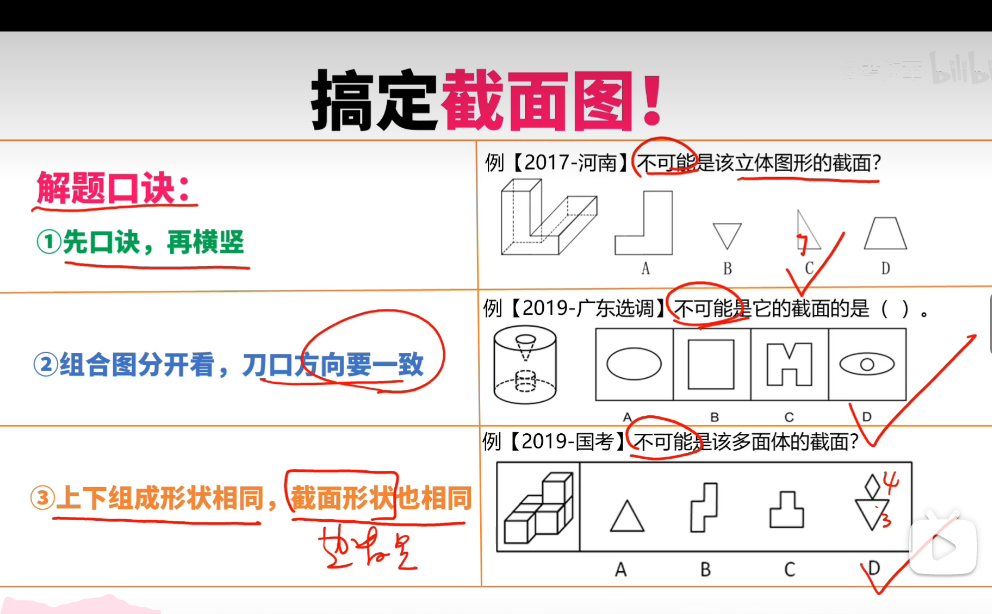 搞定截面图！
解题口诀：
①先口诀，再横竖
②组合图分开看，刀口方向要一致
③上下组成形状相同，截面形状也相同
例【2017-河南】不可能是该立体图形的截面？
A B C D
例【2019-广东选调】不可能是它的截面的是（ ）。
A B C D
例【2019-国考】不可能是该多面体的截面？
4
3
A B C D